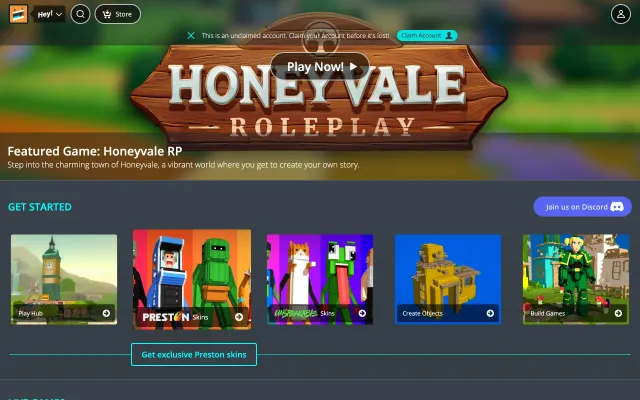 Hey!
Store
This is an unclaimed account. Claim your account before it's lost!
Claim Account
Play Now!
HONEYVALE
ROLEPLAY
Featured Game: Honeyvale RP
Step into the charming town of Honeyvale, a vibrant world where you get to create your own story.
GET STARTED
Join us on Discord
Play Hub
PRESTON Skins
UNSPEAKABLE Skins
Create Objects
Build Games
Get exclusive Preston skins